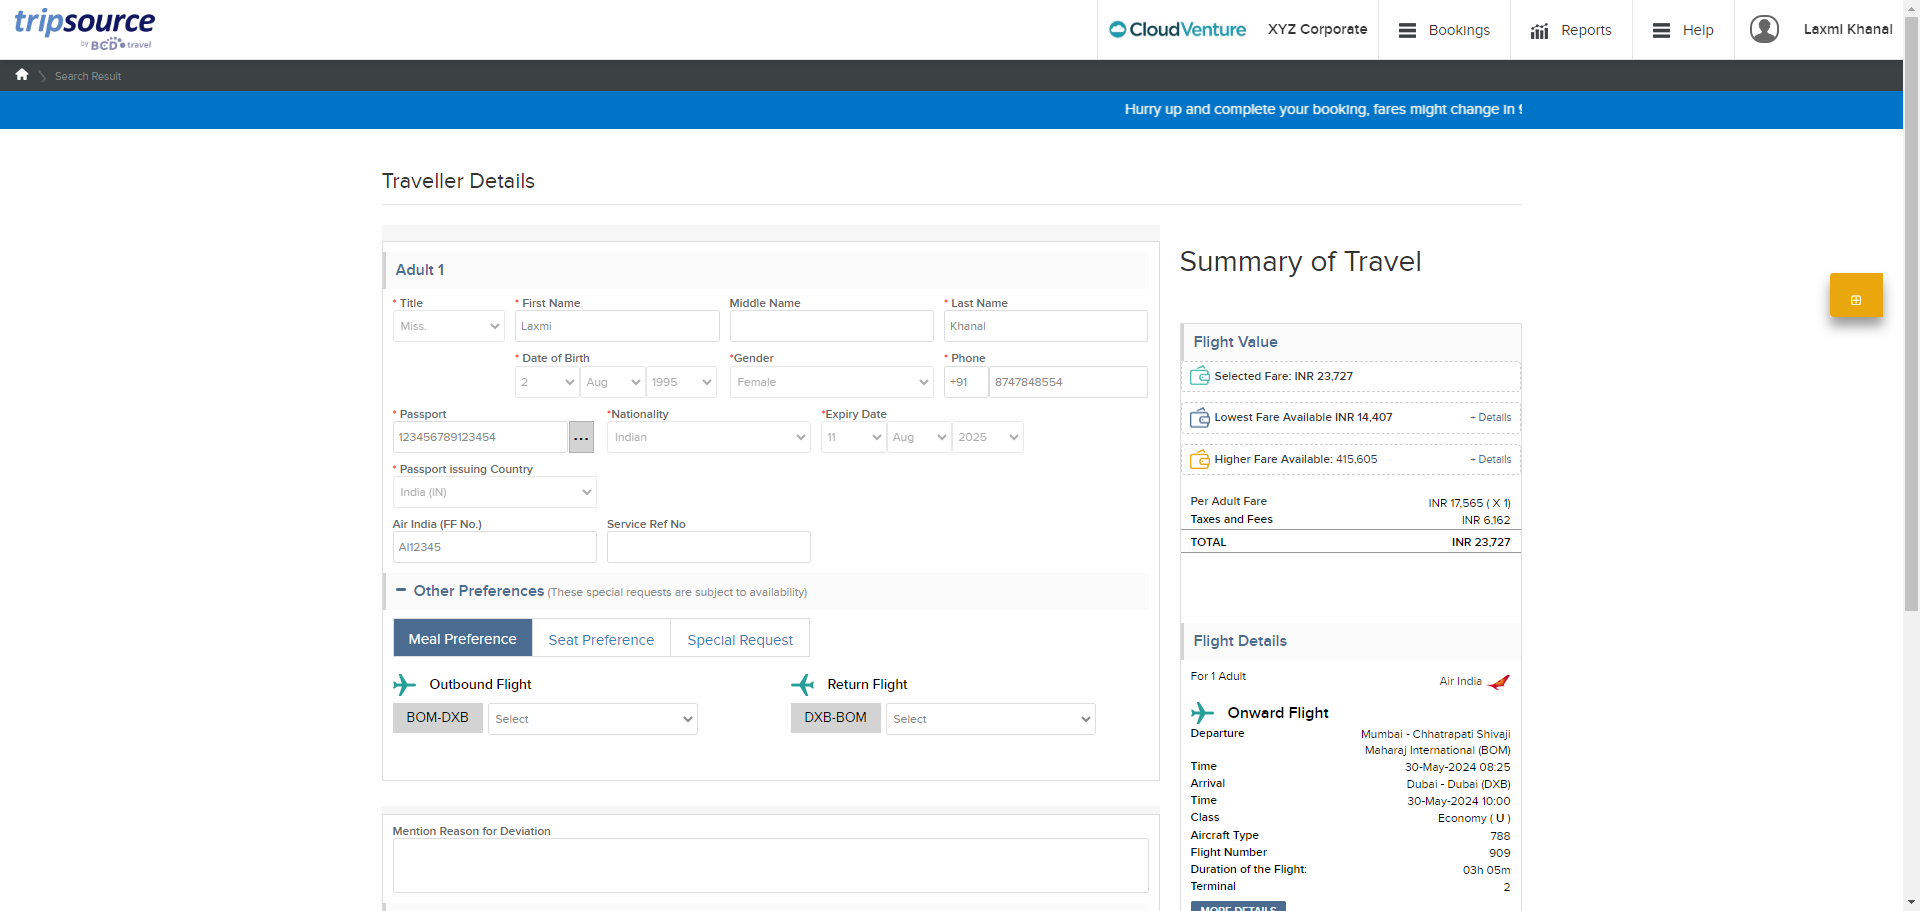 tripsource
by BCD travel
CloudVenture
XYZ Corporate
Bookings
Reports
Help
Laxmi Khanal
Search Result
Hurry up and complete your booking, fares might change in
Traveller Details
Adult 1
* Title
* First Name
Middle Name
* Last Name
Miss.
Laxmi
Khanal
* Date of Birth
*Gender
* Phone
2
Aug
1995
Female
+91
8747848554
* Passport
*Nationality
*Expiry Date
123456789123454
...
Indian
11
Aug
2025
* Passport issuing Country
India (IN)
Air India (FF No.)
Service Ref No
AI12345
Other Preferences (These special requests are subject to availability)
Meal Preference
Seat Preference
Special Request
Outbound Flight
Return Flight
BOM-DXB
Select
DXB-BOM
Select
Mention Reason for Deviation
Summary of Travel
Flight Value
Selected Fare: INR 23,727
Lowest Fare Available INR 14,407
+ Details
Higher Fare Available: 415,605
+ Details
Per Adult Fare
INR 17,565 ( X 1)
Taxes and Fees
INR 6,162
TOTAL
INR 23,727
Flight Details
For 1 Adult
Air India
Onward Flight
Departure
Mumbai - Chhatrapati Shivaji
Maharaj International (BOM)
Time
30-May-2024 08:25
Arrival
Dubai - Dubai (DXB)
Time
30-May-2024 10:00
Class
Economy ( U )
Aircraft Type
788
Flight Number
909
Duration of the Flight:
03h 05m
Terminal
2
MORE DETAILS